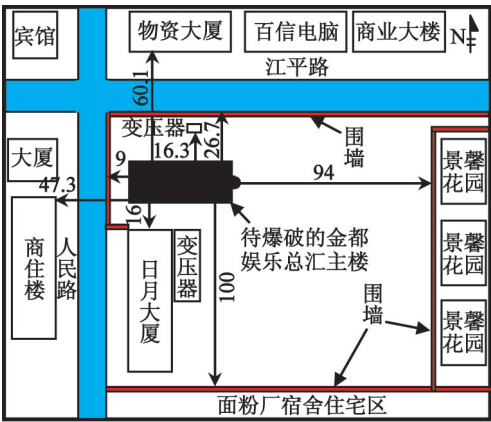 宾馆
物资大厦
百信电脑
商业大楼
N
江平路
60.1
变压器
26.7
16.3
围墙
大厦
9
94
景馨
花园
47.3
16
待爆破的金都
娱乐总汇主楼
商住楼
人民路
日月大厦
变压器
100
景馨
花园
围墙
景馨
花园
面粉厂宿舍住宅区